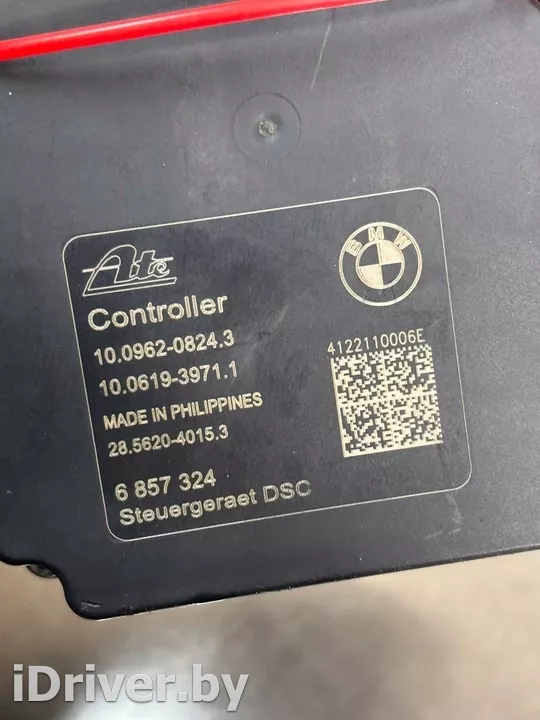 Ate
BMW
Controller
10.0962-0824.3
4122110006E
10.0619-3971.1
MADE IN PHILIPPINES
28.5620-4015.3
6 857 324
Steuergeraet DSC
iDriver.by